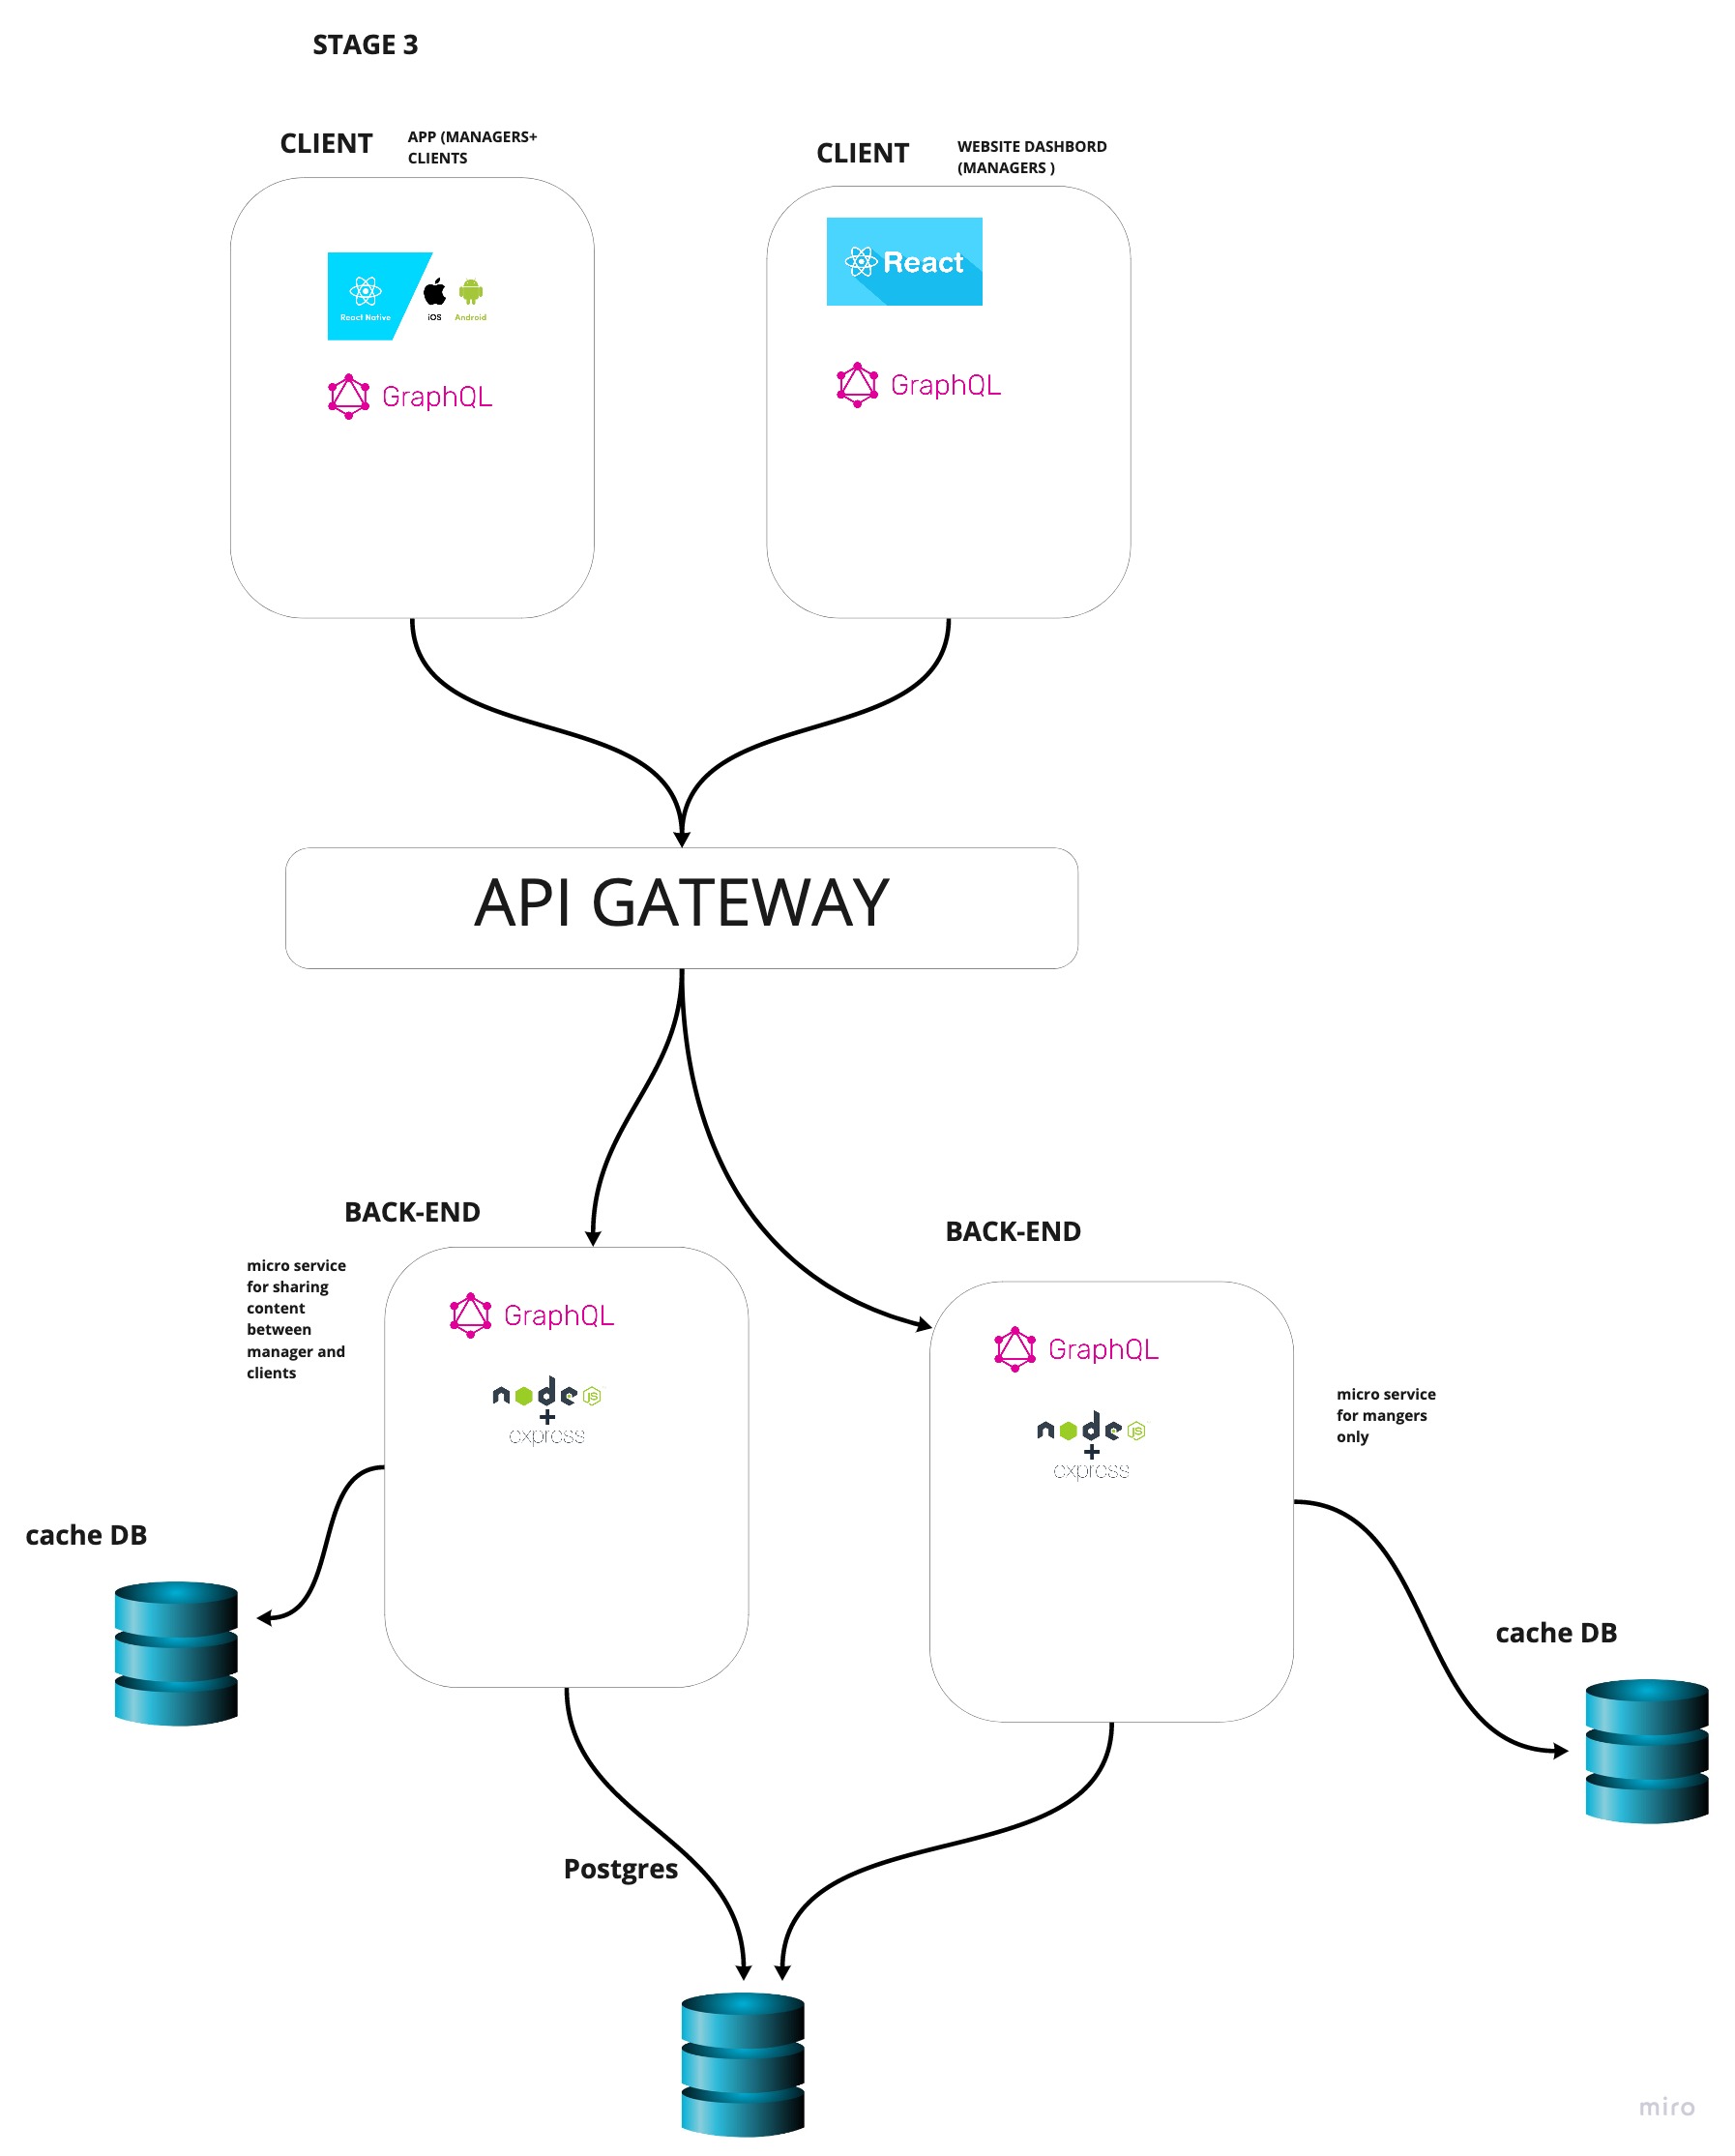 STAGE 3
CLIENT
APP (MANAGERS+
CLIENTS
CLIENT
WEBSITE DASHBORD
(MANAGERS )
React Native
iOS
Android
GraphQL
React
GraphQL
API GATEWAY
BACK-END
micro service
for sharing
content
between
manager and
clients
GraphQL
node
JS
+
express
BACK-END
GraphQL
node
JS
+
express
micro service
for mangers
only
cache DB
cache DB
Postgres
miro